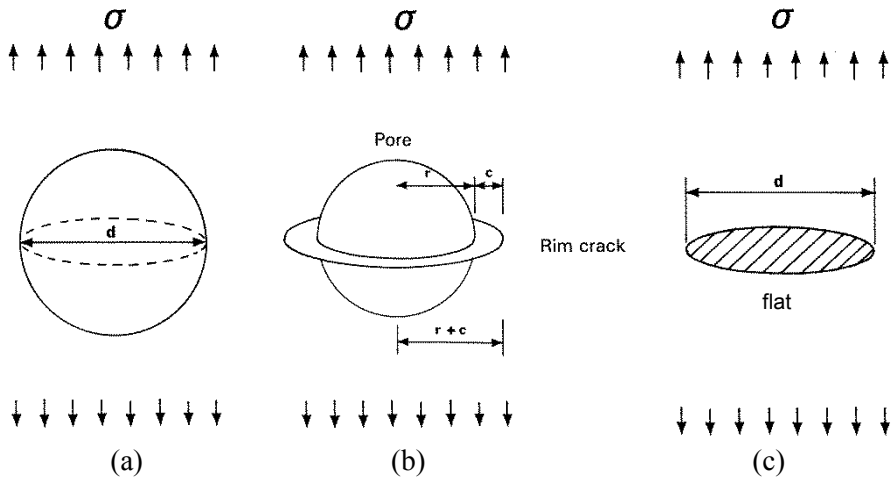 σ
σ
σ
Pore
r
c
d
d
Rim crack
flat
r + c
(a)
(b)
(c)